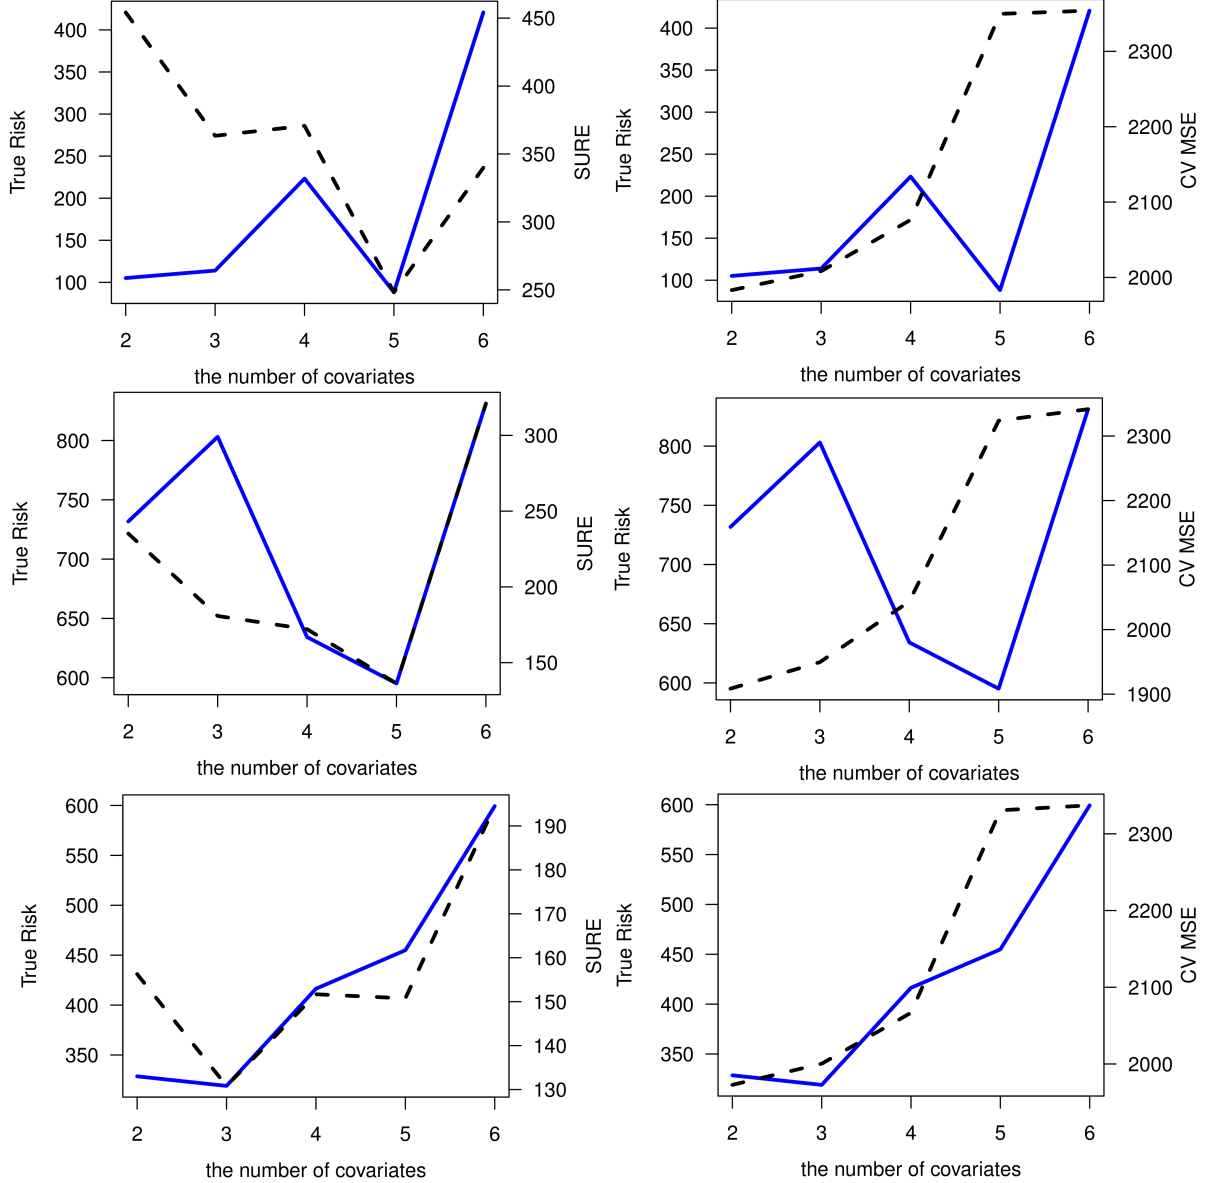 400
350
300
250
200
150
100
True Risk
450
400
350
300
250
SURE
2 3 4 5 6
the number of covariates
400
350
300
250
200
150
100
True Risk
2300
2200
2100
2000
CV MSE
2 3 4 5 6
the number of covariates
800
750
700
650
600
True Risk
300
250
200
150
SURE
2 3 4 5 6
the number of covariates
800
750
700
650
600
True Risk
2300
2200
2100
2000
1900
CV MSE
2 3 4 5 6
the number of covariates
600
550
500
450
400
350
True Risk
190
180
170
160
150
140
130
SURE
2 3 4 5 6
the number of covariates
600
550
500
450
400
350
True Risk
2300
2200
2100
2000
CV MSE
2 3 4 5 6
the number of covariates